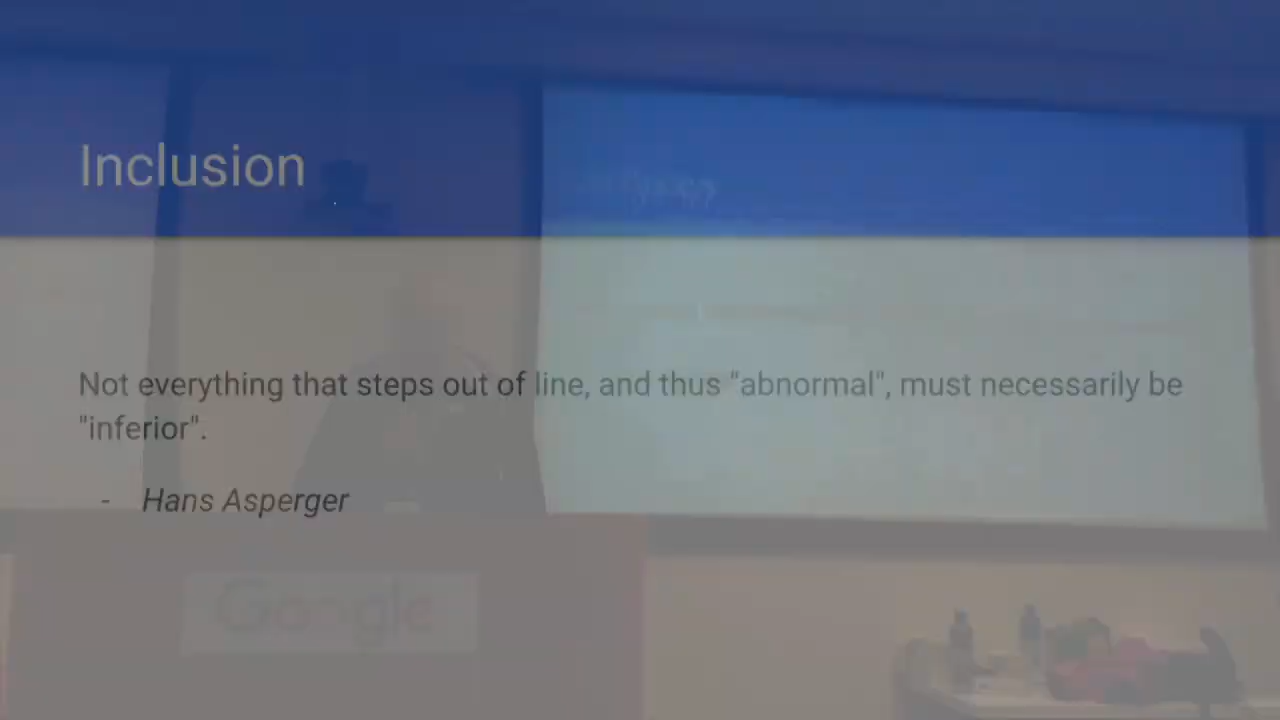 Inclusion
Not everything that steps out of line, and thus "abnormal", must necessarily be
"inferior".
- Hans Asperger
Google